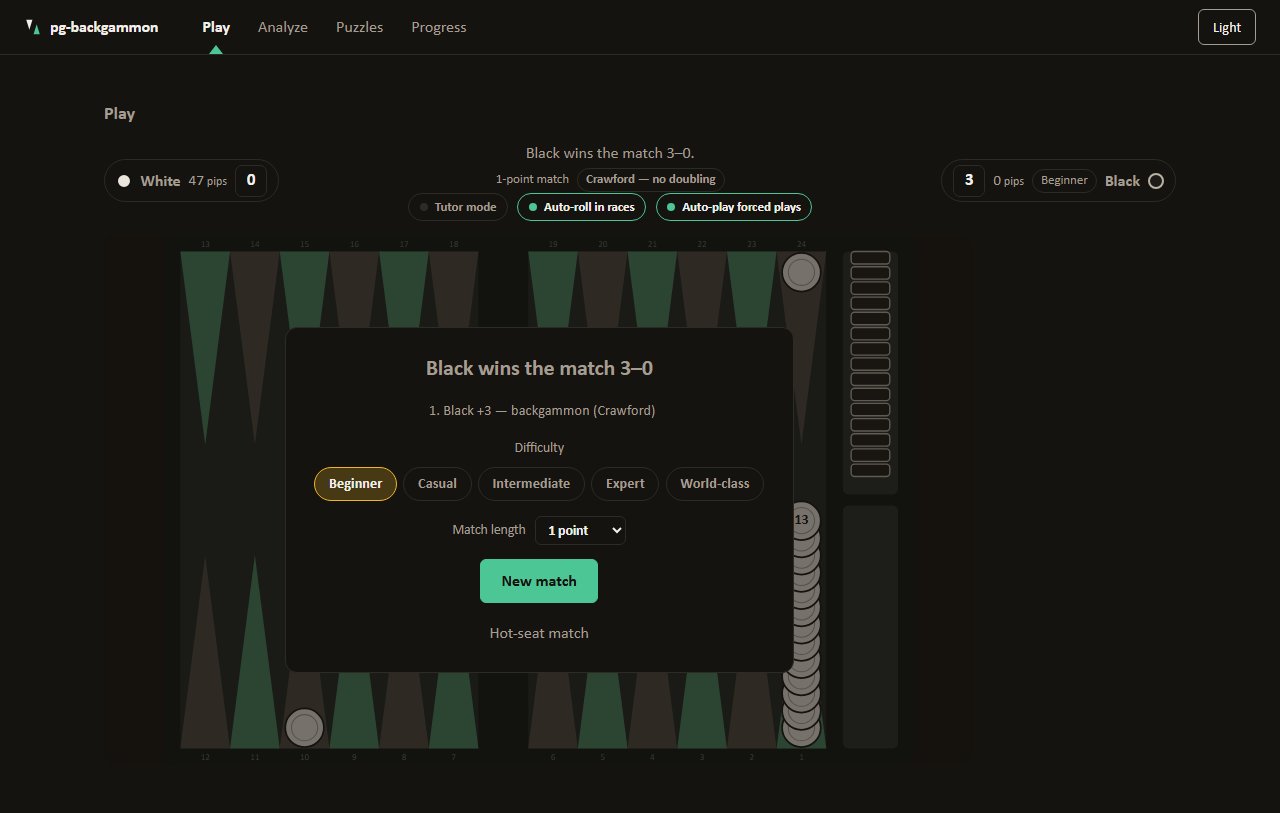 pg-backgammon Play Analyze Puzzles Progress Light
Play
Black wins the match 3–0.
White 47 pips 0
1-point match Crawford — no doubling
3 0 pips Beginner Black
Tutor mode Auto-roll in races Auto-play forced plays
13 14 15 16 17 18 19 20 21 22 23 24
Black wins the match 3–0
1. Black +3 — backgammon (Crawford)
Difficulty
Beginner Casual Intermediate Expert World-class
13
Match length 1 point
New match
Hot-seat match
12 11 10 9 8 7 6 5 4 3 2 1